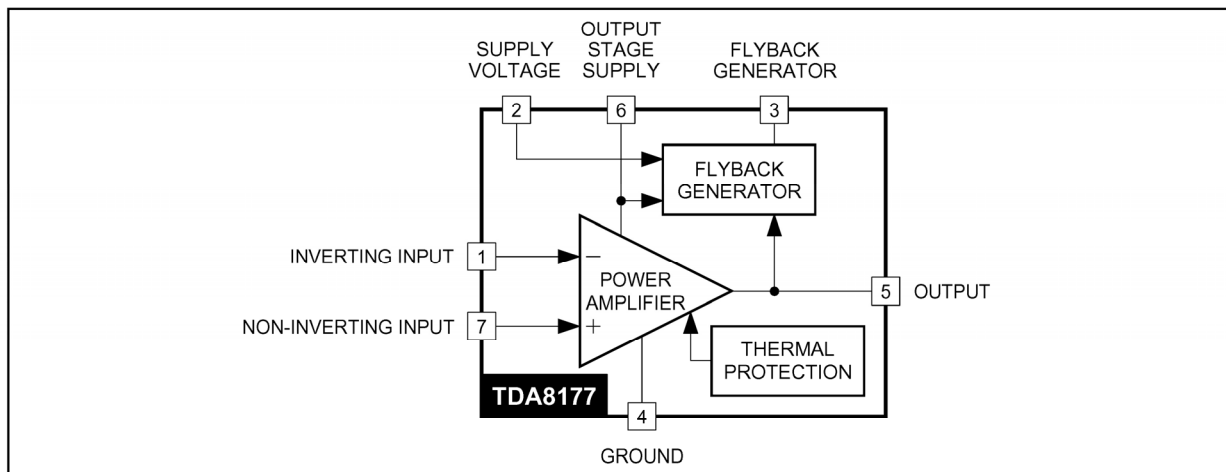 SUPPLY
VOLTAGE
OUTPUT
STAGE
SUPPLY
FLYBACK
GENERATOR
2
6
3
FLYBACK
GENERATOR
INVERTING INPUT
1
−
POWER
AMPLIFIER
5
OUTPUT
NON-INVERTING INPUT
7
+
THERMAL
PROTECTION
TDA8177
4
GROUND